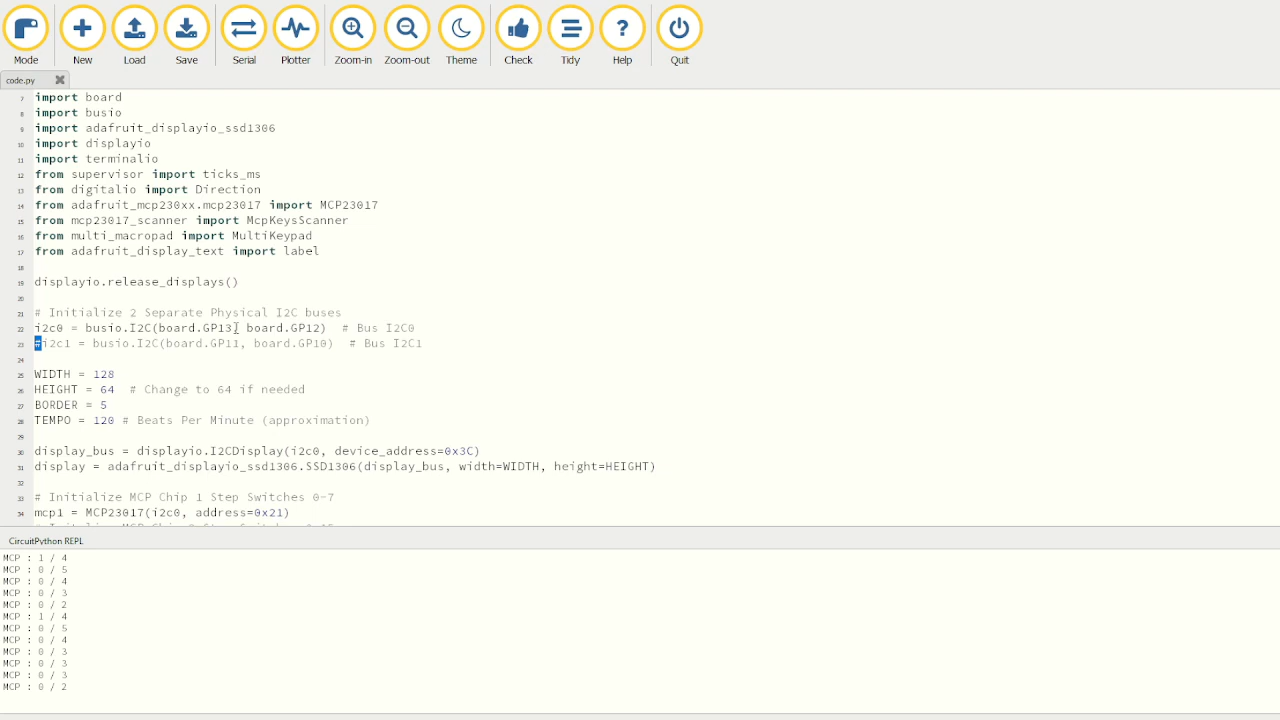 Mode New Load Save Serial Plotter Zoom-in Zoom-out Theme Check Tidy Help Quit
code.py
7 import board
8 import busio
9 import adafruit_displayio_ssd1306
10 import displayio
11 import terminalio
12 from supervisor import ticks_ms
13 from digitalio import Direction
14 from adafruit_mcp230xx.mcp23017 import MCP23017
15 from mcp23017_scanner import McpKeysScanner
16 from multi_macropad import MultiKeypad
17 from adafruit_display_text import label
18
19 displayio.release_displays()
20
21 # Initialize 2 Separate Physical I2C buses
22 i2c0 = busio.I2C(board.GP13, board.GP12)  # Bus I2C0
23 #i2c1 = busio.I2C(board.GP11, board.GP10)  # Bus I2C1
24
25 WIDTH = 128
26 HEIGHT = 64  # Change to 64 if needed
27 BORDER = 5
28 TEMPO = 120 # Beats Per Minute (approximation)
29
30 display_bus = displayio.I2CDisplay(i2c0, device_address=0x3C)
31 display = adafruit_displayio_ssd1306.SSD1306(display_bus, width=WIDTH, height=HEIGHT)
32
33 # Initialize MCP Chip 1 Step Switches 0-7
34 mcp1 = MCP23017(i2c0, address=0x21)
CircuitPython REPL
MCP : 1 / 4
MCP : 0 / 5
MCP : 0 / 4
MCP : 0 / 3
MCP : 0 / 2
MCP : 1 / 4
MCP : 0 / 5
MCP : 0 / 4
MCP : 0 / 3
MCP : 0 / 3
MCP : 0 / 3
MCP : 0 / 2